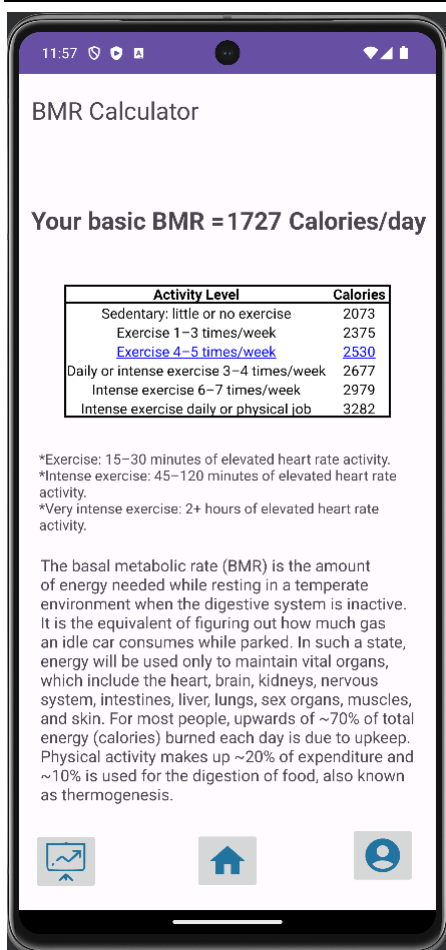 11:57
BMR Calculator
Your basic BMR = 1727 Calories/day
Activity Level Calories
Sedentary: little or no exercise 2073
Exercise 1–3 times/week 2375
Exercise 4–5 times/week 2530
Daily or intense exercise 3–4 times/week 2677
Intense exercise 6–7 times/week 2979
Intense exercise daily or physical job 3282
*Exercise: 15–30 minutes of elevated heart rate activity.
*Intense exercise: 45–120 minutes of elevated heart rate
activity.
*Very intense exercise: 2+ hours of elevated heart rate
activity.
The basal metabolic rate (BMR) is the amount
of energy needed while resting in a temperate
environment when the digestive system is inactive.
It is the equivalent of figuring out how much gas
an idle car consumes while parked. In such a state,
energy will be used only to maintain vital organs,
which include the heart, brain, kidneys, nervous
system, intestines, liver, lungs, sex organs, muscles,
and skin. For most people, upwards of ~70% of total
energy (calories) burned each day is due to upkeep.
Physical activity makes up ~20% of expenditure and
~10% is used for the digestion of food, also known
as thermogenesis.